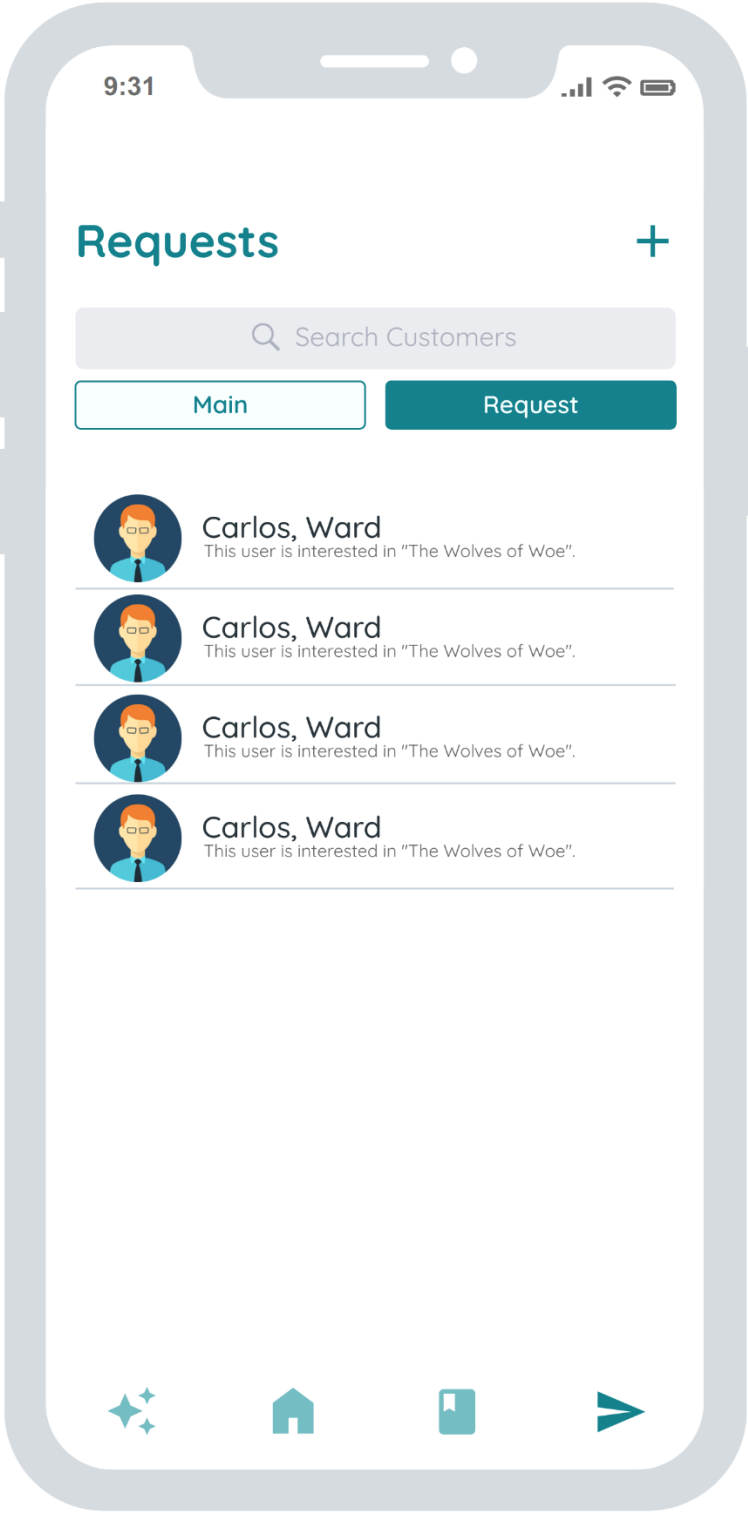 9:31
Requests
Search Customers
Main
Request
Carlos, Ward
This user is interested in "The Wolves of Woe".
Carlos, Ward
This user is interested in "The Wolves of Woe".
Carlos, Ward
This user is interested in "The Wolves of Woe".
Carlos, Ward
This user is interested in "The Wolves of Woe".